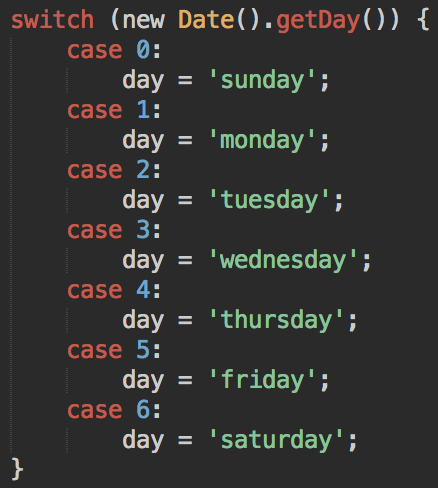 switch (new Date().getDay()) {
    case 0:
        day = 'sunday';
    case 1:
        day = 'monday';
    case 2:
        day = 'tuesday';
    case 3:
        day = 'wednesday';
    case 4:
        day = 'thursday';
    case 5:
        day = 'friday';
    case 6:
        day = 'saturday';
}